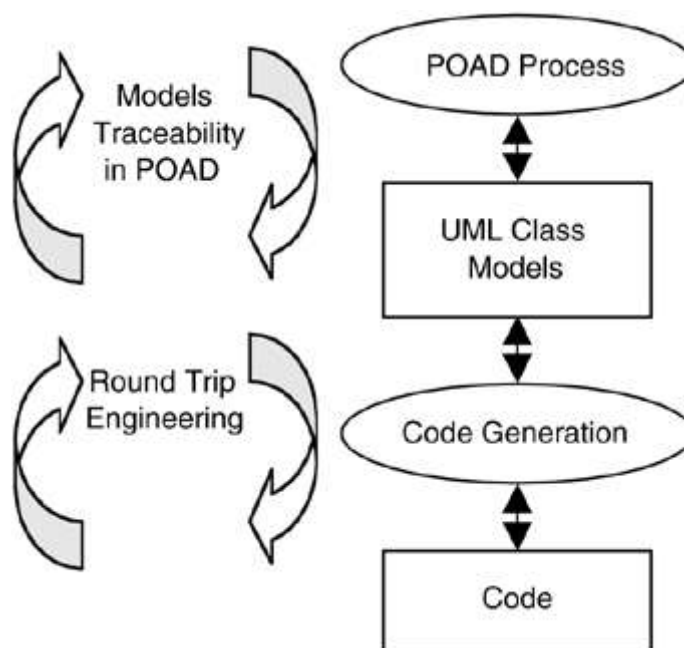 POAD Process
Models
Traceability
in POAD
UML Class
Models
Round Trip
Engineering
Code Generation
Code